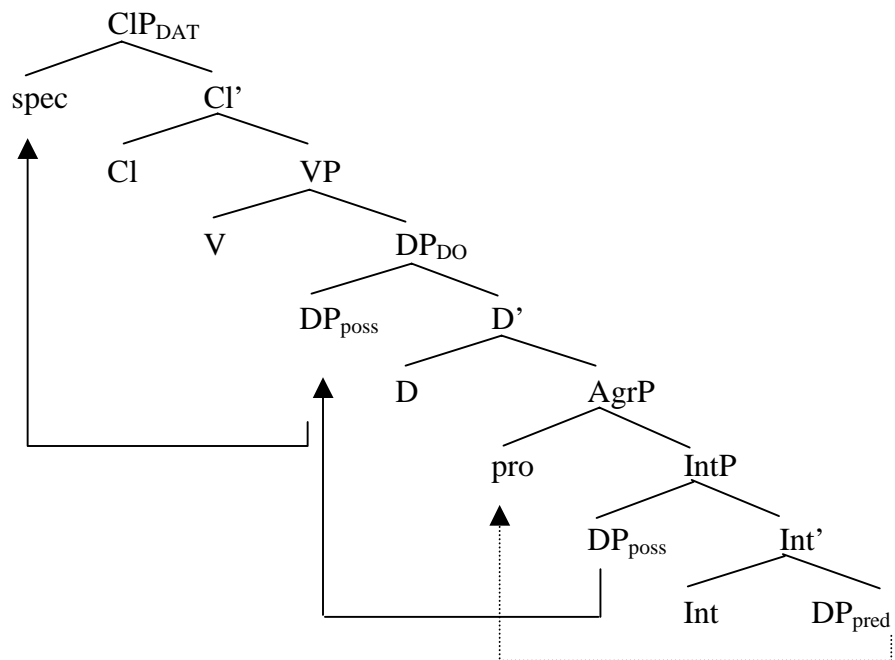 ClP_DAT
spec Cl’
Cl VP
V DP_DO
DP_poss D’
D AgrP
pro IntP
DP_poss Int’
Int DP_pred